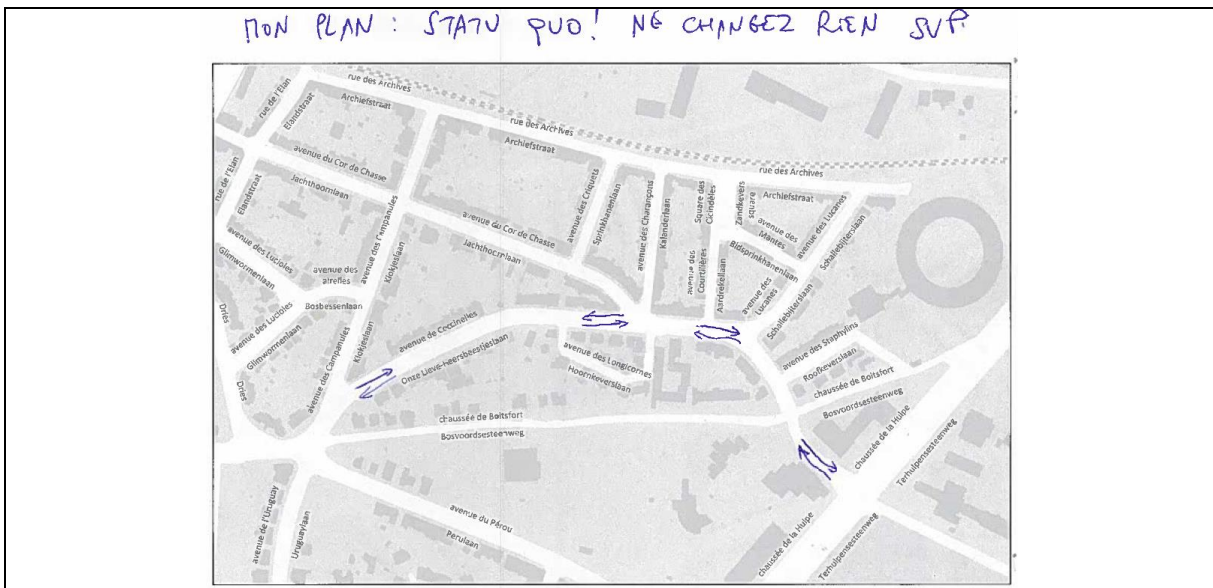 MON PLAN : STATU QUO! NE CHANGEZ RIEN SVP.
rue des Archives
Archiefstraat
rue de l'Elan
Elandstraat
rue des Archives
Archiefstraat
rue des Archives
Archiefstraat
avenue du Cor de Chasse
Jachthoornlaan
rue de l'Elan
Elandstraat
avenue des Campanules
Klokjeslaan
avenue du Cor de Chasse
Jachthoornlaan
avenue des Criquets
Sprinkhanenlaan
avenue des Charançons
Kalanderlaan
Square des Cicindèles
Zandkevers square
avenue des Mantes
Bidsprinkhanenlaan
avenue des Lucanes
Schallebijterslaan
avenue des Courtilières
Aardrekellaan
avenue des Lucanes
Schallebijterslaan
avenue des Lucioles
Glimwormenlaan
avenue des
Bosbessenlaan
Dries
avenue des Lucioles
Glimwormenlaan
Dries
avenue des Campanules
Klokjeslaan
avenue de Coccinelles
Onze-Lieve-heersbeestjeslaan
avenue des Longicornes
Hoornkeverslaan
avenue des Staphylins
Roofkeverslaan
chaussée de Boitsfort
Bosvoordsesteenweg
chaussée de Boitsfort
Bosvoordsesteenweg
chaussée de la Hulpe
Terhulpensesteenweg
avenue de l'Uruguay
Uruguaylaan
avenue du Pérou
Perulaan
chaussée de la Hulpe
Terhulpensesteenweg